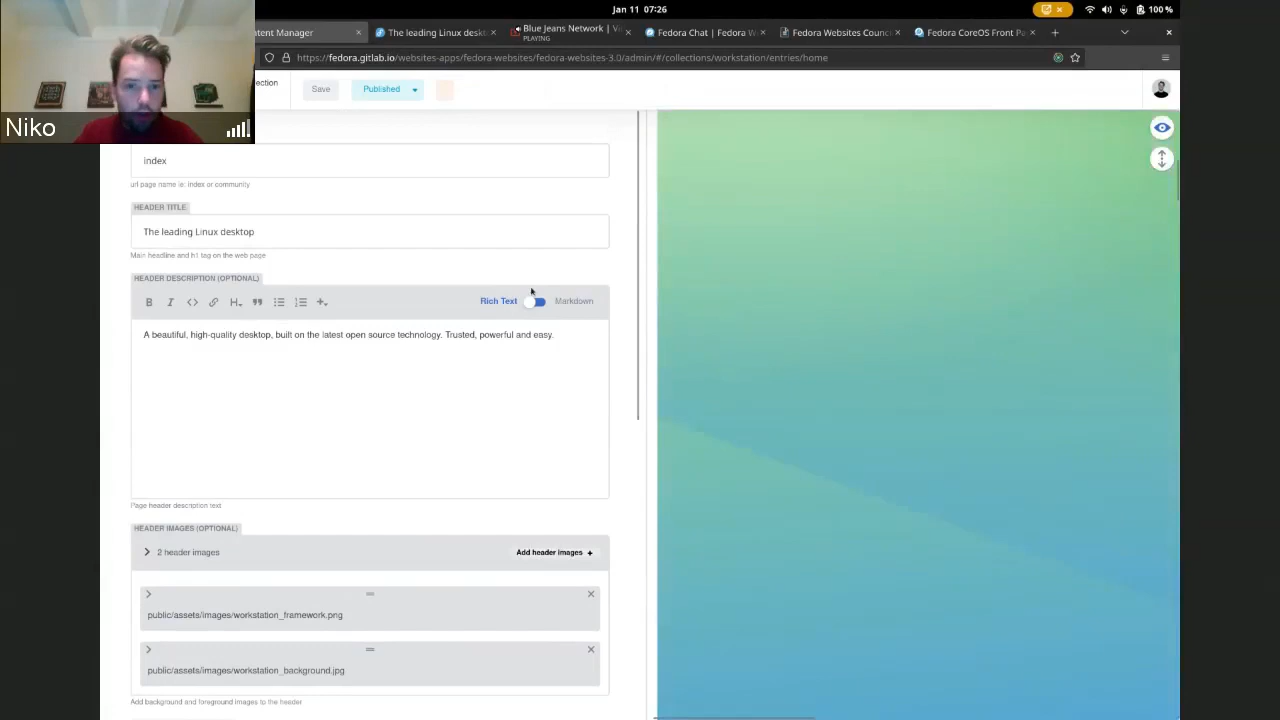 Jan 11 07:26
100 %
ntent Manager
The leading Linux deskt
Blue Jeans Network | Vi
PLAYING
Fedora Chat | Fedora W
Fedora Websites Counc
Fedora CoreOS Front Pa
https://fedora.gitlab.io/websites-apps/fedora-websites/fedora-websites-3.0/admin/#/collections/workstation/entries/home
ection
Save
Published
Niko
index
url page name ie: index or community
HEADER TITLE
The leading Linux desktop
Main headline and h1 tag on the web page
HEADER DESCRIPTION (OPTIONAL)
B I <> H Rich Text Markdown
A beautiful, high-quality desktop, built on the latest open source technology. Trusted, powerful and easy.
Page header description text
HEADER IMAGES (OPTIONAL)
2 header images
Add header images +
public/assets/images/workstation_framework.png
public/assets/images/workstation_background.jpg
Add background and foreground images to the header